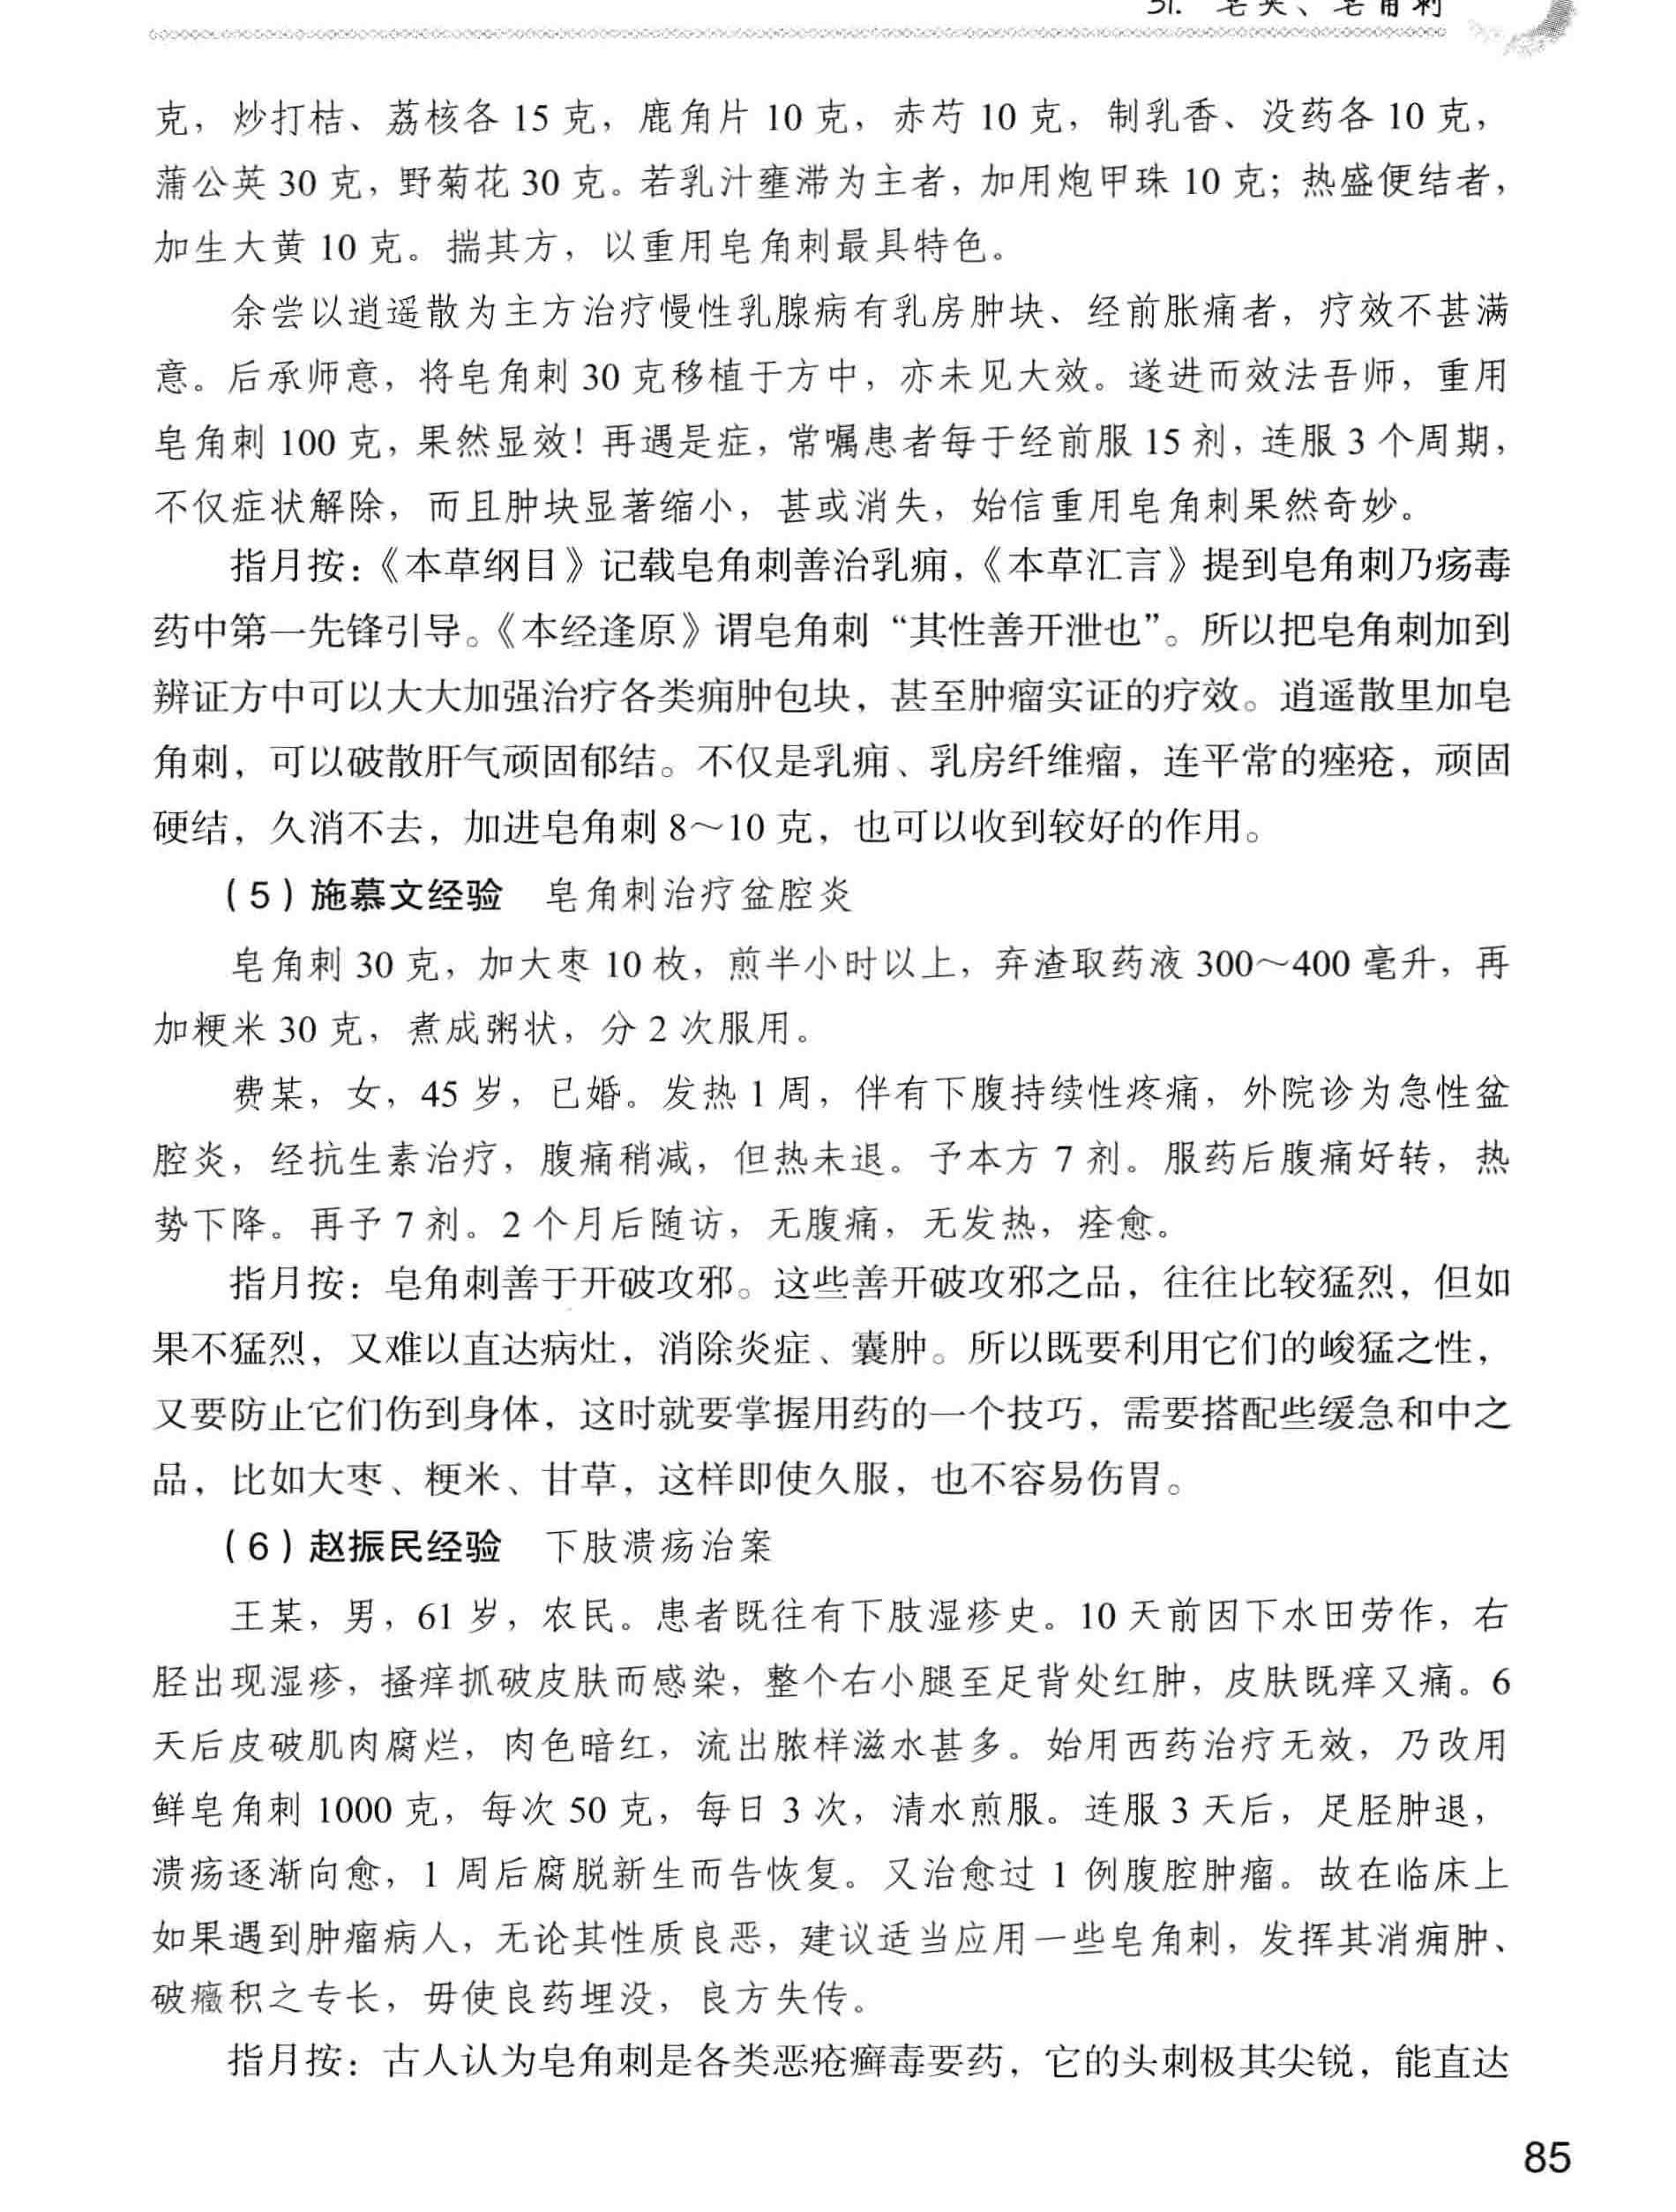 31. 皂荚、皂角刺
克，炒打桔、荔核各 15 克，鹿角片 10 克，赤芍 10 克，制乳香、没药各 10 克，
蒲公英 30 克，野菊花 30 克。若乳汁壅滞为主者，加用炮甲珠 10 克；热盛便结者，
加生大黄 10 克。揣其方，以重用皂角刺最具特色。
余尝以逍遥散为主方治疗慢性乳腺病有乳房肿块、经前胀痛者，疗效不甚满
意。后承师意，将皂角刺 30 克移植于方中，亦未见大效。遂进而效法吾师，重用
皂角刺 100 克，果然显效！再遇是症，常嘱患者每于经前服 15 剂，连服 3 个周期，
不仅症状解除，而且肿块显著缩小，甚或消失，始信重用皂角刺果然奇妙。
指月按：《本草纲目》记载皂角刺善治乳痈，《本草汇言》提到皂角刺乃疡毒
药中第一先锋引导。《本经逢原》谓皂角刺“其性善开泄也”。所以把皂角刺加到
辨证方中可以大大加强治疗各类痈肿包块，甚至肿瘤实证的疗效。逍遥散里加皂
角刺，可以破散肝气顽固郁结。不仅是乳痈、乳房纤维瘤，连平常的痤疮，顽固
硬结，久消不去，加进皂角刺 8～10 克，也可以收到较好的作用。
（5）施慕文经验　皂角刺治疗盆腔炎
皂角刺 30 克，加大枣 10 枚，煎半小时以上，弃渣取药液 300～400 毫升，再
加粳米 30 克，煮成粥状，分 2 次服用。
费某，女，45 岁，已婚。发热 1 周，伴有下腹持续性疼痛，外院诊为急性盆
腔炎，经抗生素治疗，腹痛稍减，但热未退。予本方 7 剂。服药后腹痛好转，热
势下降。再予 7 剂。2 个月后随访，无腹痛，无发热，痊愈。
指月按：皂角刺善于开破攻邪。这些善开破攻邪之品，往往比较猛烈，但如
果不猛烈，又难以直达病灶，消除炎症、囊肿。所以既要利用它们的峻猛之性，
又要防止它们伤到身体，这时就要掌握用药的一个技巧，需要搭配些缓急和中之
品，比如大枣、粳米、甘草，这样即使久服，也不容易伤胃。
（6）赵振民经验　下肢溃疡治案
王某，男，61 岁，农民。患者既往有下肢湿疹史。10 天前因下水田劳作，右
胫出现湿疹，搔痒抓破皮肤而感染，整个右小腿至足背处红肿，皮肤既痒又痛。6
天后皮破肌肉腐烂，肉色暗红，流出脓样滋水甚多。始用西药治疗无效，乃改用
鲜皂角刺 1000 克，每次 50 克，每日 3 次，清水煎服。连服 3 天后，足胫肿退，
溃疡逐渐向愈，1 周后腐脱新生而告恢复。又治愈过 1 例腹腔肿瘤。故在临床上
如果遇到肿瘤病人，无论其性质良恶，建议适当应用一些皂角刺，发挥其消痈肿、
破癥积之专长，毋使良药埋没，良方失传。
指月按：古人认为皂角刺是各类恶疮癣毒要药，它的头刺极其尖锐，能直达
85